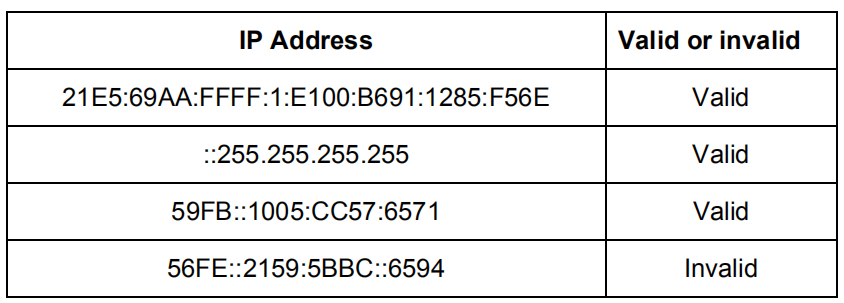 IP Address Valid or invalid
21E5:69AA:FFFF:1:E100:B691:1285:F56E Valid
::255.255.255.255 Valid
59FB::1005:CC57:6571 Valid
56FE::2159:5BBC::6594 Invalid